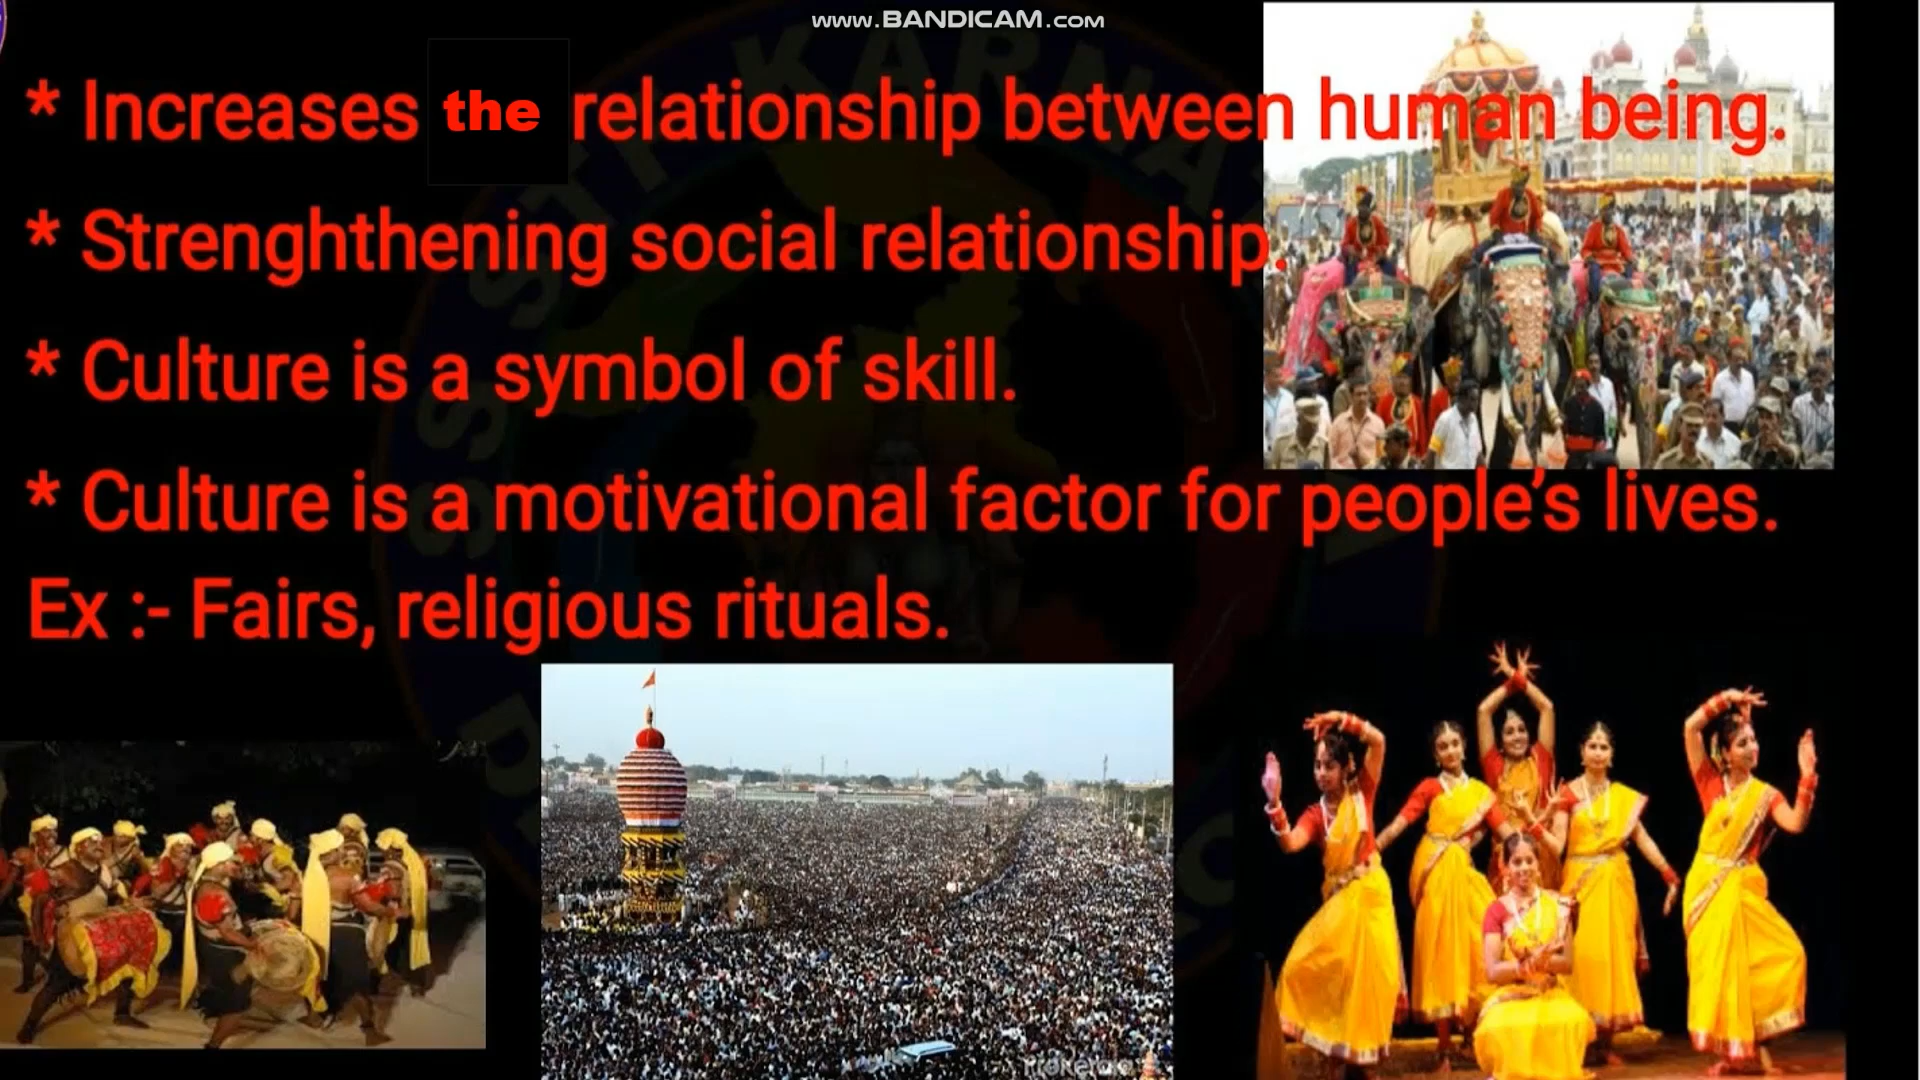 www.BANDICAM.com
* Increases the relationship between human being.
* Strenghthening social relationship.
* Culture is a symbol of skill.
* Culture is a motivational factor for people’s lives.
Ex :- Fairs, religious rituals.